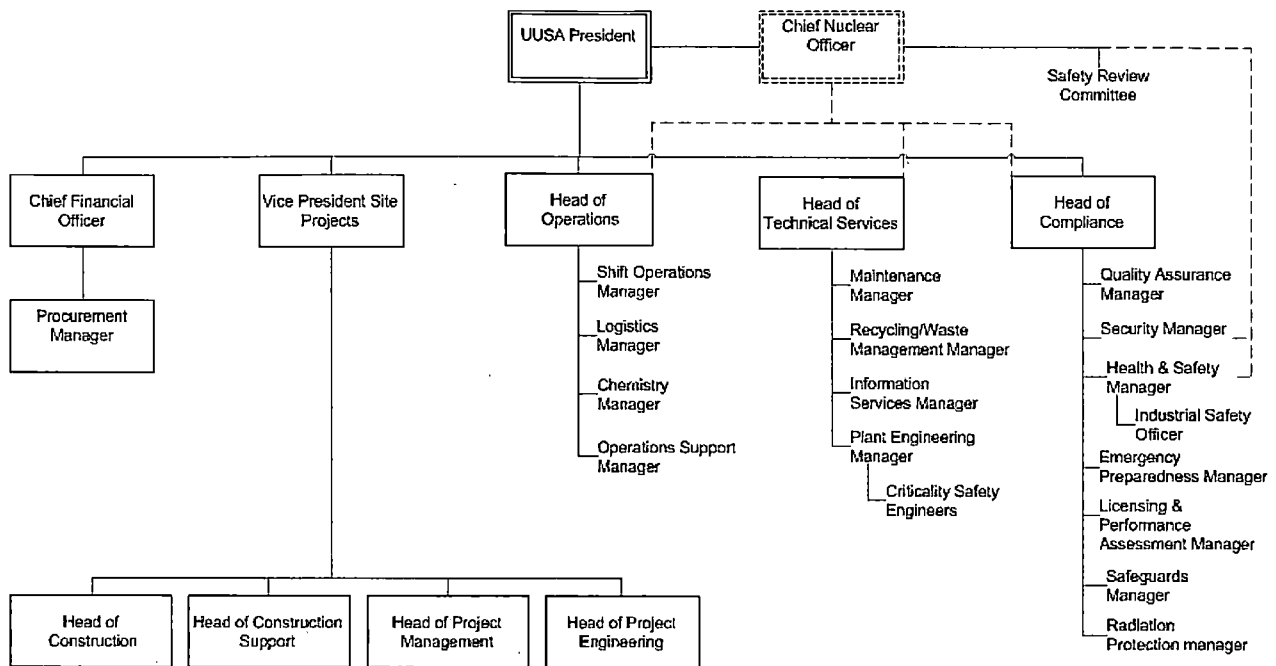 UUSA President
Chief Nuclear
Officer
Safety Review
Committee
Chief Financial
Officer
Vice President Site
Projects
Head of
Operations
Head of
Technical Services
Head of
Compliance
Procurement
Manager
Shift Operations
Manager
Logistics
Manager
Chemistry
Manager
Operations Support
Manager
Maintenance
Manager
Recycling/Waste
Management Manager
Information
Services Manager
Plant Engineering
Manager
Criticality Safety
Engineers
Quality Assurance
Manager
Security Manager
Health & Safety
Manager
Industrial Safety
Officer
Emergency
Preparedness Manager
Licensing &
Performance
Assessment Manager
Safeguards
Manager
Radiation
Protection manager
Head of
Construction
Head of Construction
Support
Head of Project
Management
Head of Project
Engineering